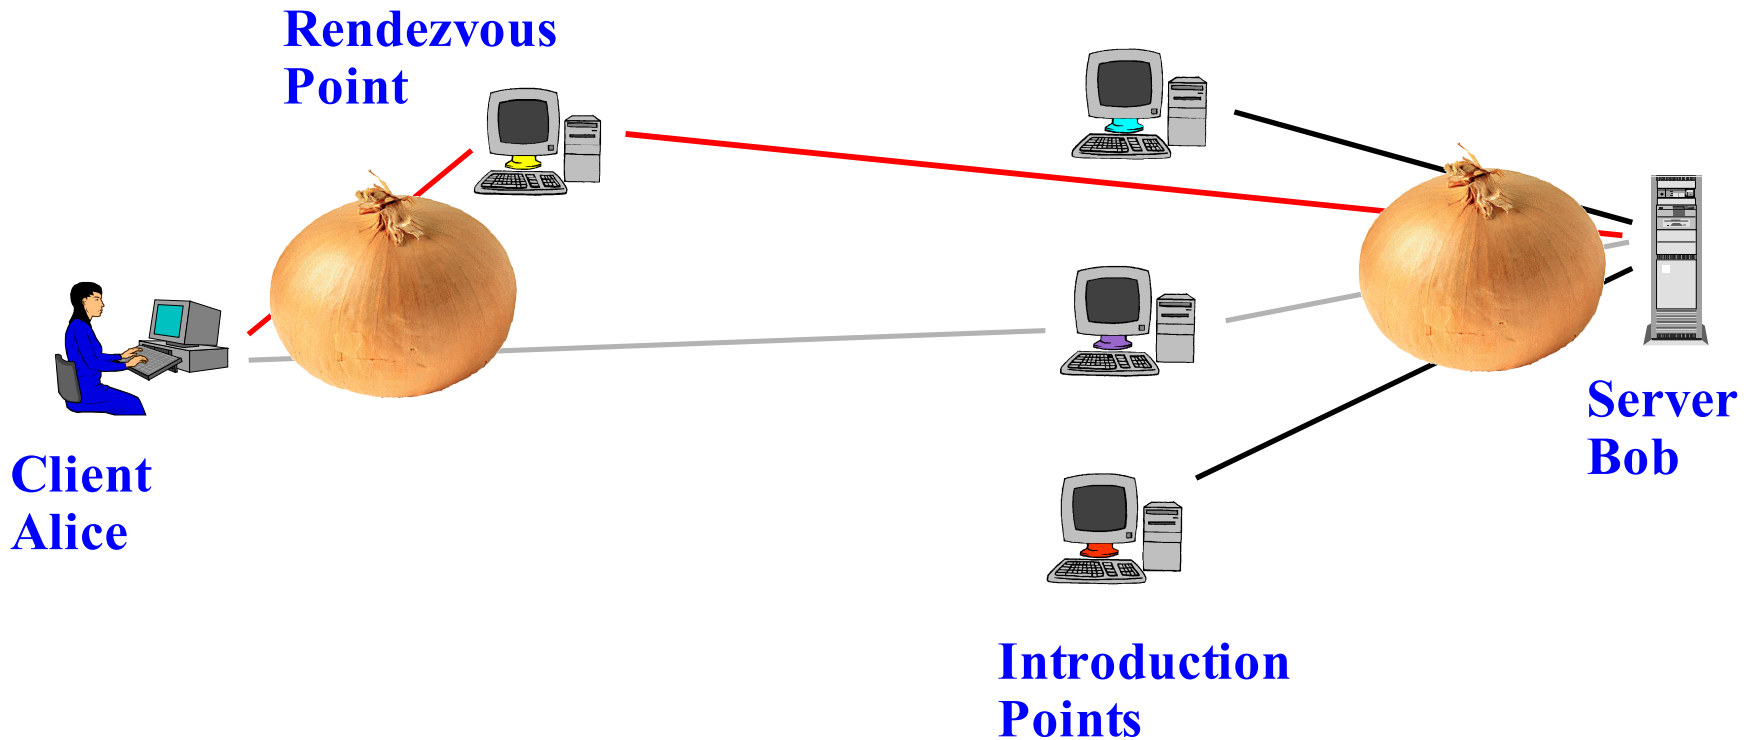 Rendezvous
Point
Client
Alice
Server
Bob
Introduction
Points